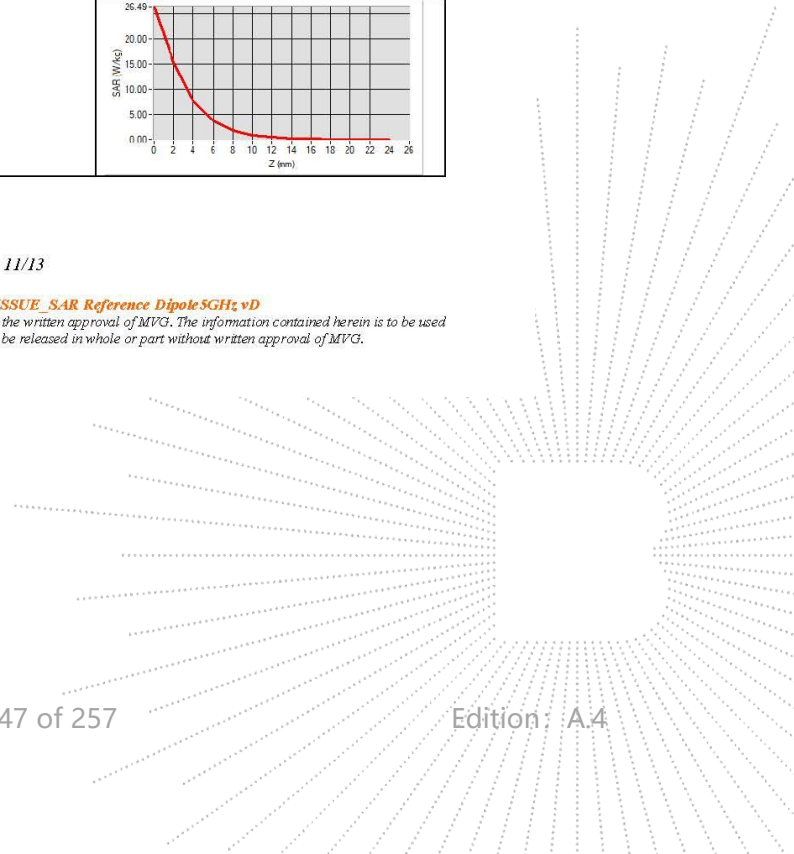 26.49
20.00
15.00
10.00
5.00
0.00
SAR (W/kg)
0 2 4 6 8 10 12 14 16 18 20 22 24 26
Z (mm)
11/13
SSUE_SAR Reference Dipole5GHz vD
the written approval of MVG. The information contained herein is to be used
be released in whole or part without written approval of MVG.
47 of 257
Edition: A.4